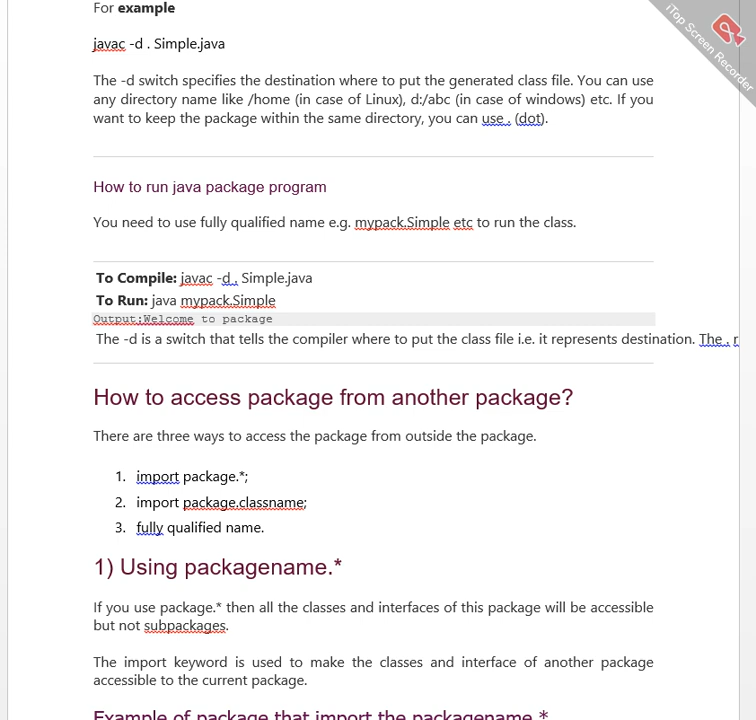 For example
iTop Screen Recorder
javac -d . Simple.java
The -d switch specifies the destination where to put the generated class file. You can use
any directory name like /home (in case of Linux), d:/abc (in case of windows) etc. If you
want to keep the package within the same directory, you can use . (dot).
How to run java package program
You need to use fully qualified name e.g. mypack.Simple etc to run the class.
To Compile: javac -d . Simple.java
To Run: java mypack.Simple
Output:Welcome to package
The -d is a switch that tells the compiler where to put the class file i.e. it represents destination. The .
How to access package from another package?
There are three ways to access the package from outside the package.
1. import package.*;
2. import package.classname;
3. fully qualified name.
1) Using packagename.*
If you use package.* then all the classes and interfaces of this package will be accessible
but not subpackages.
The import keyword is used to make the classes and interface of another package
accessible to the current package.
Example of package that import the packagename.*